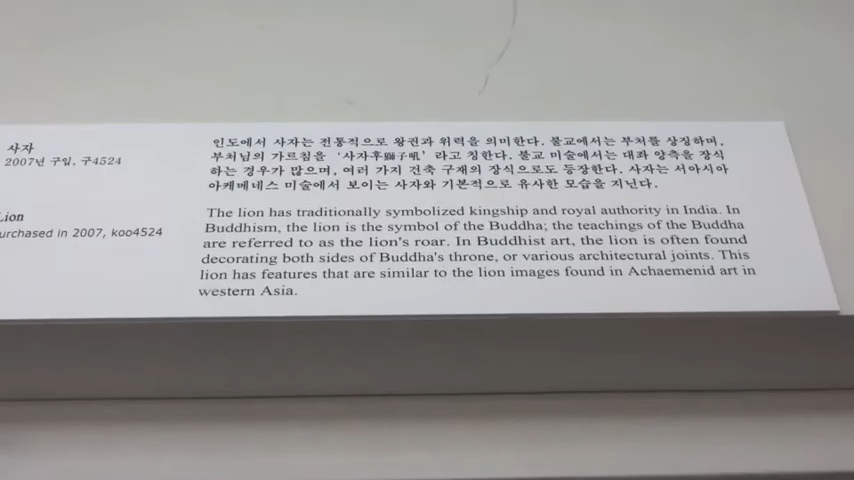 사자
2007년 구입, 구4524
인도에서 사자는 전통적으로 왕권과 위력을 의미한다. 불교에서는 부처를 상징하며,
부처님의 가르침을 ‘사자후獅子吼’ 라고 칭한다. 불교 미술에서는 대좌 양측을 장식
하는 경우가 많으며, 여러 가지 건축 구재의 장식으로도 등장한다. 사자는 서아시아
아케메네스 미술에서 보이는 사자와 기본적으로 유사한 모습을 지닌다.
Lion
urchased in 2007, koo4524
The lion has traditionally symbolized kingship and royal authority in India. In
Buddhism, the lion is the symbol of the Buddha; the teachings of the Buddha
are referred to as the lion's roar. In Buddhist art, the lion is often found
decorating both sides of Buddha's throne, or various architectural joints. This
lion has features that are similar to the lion images found in Achaemenid art in
western Asia.